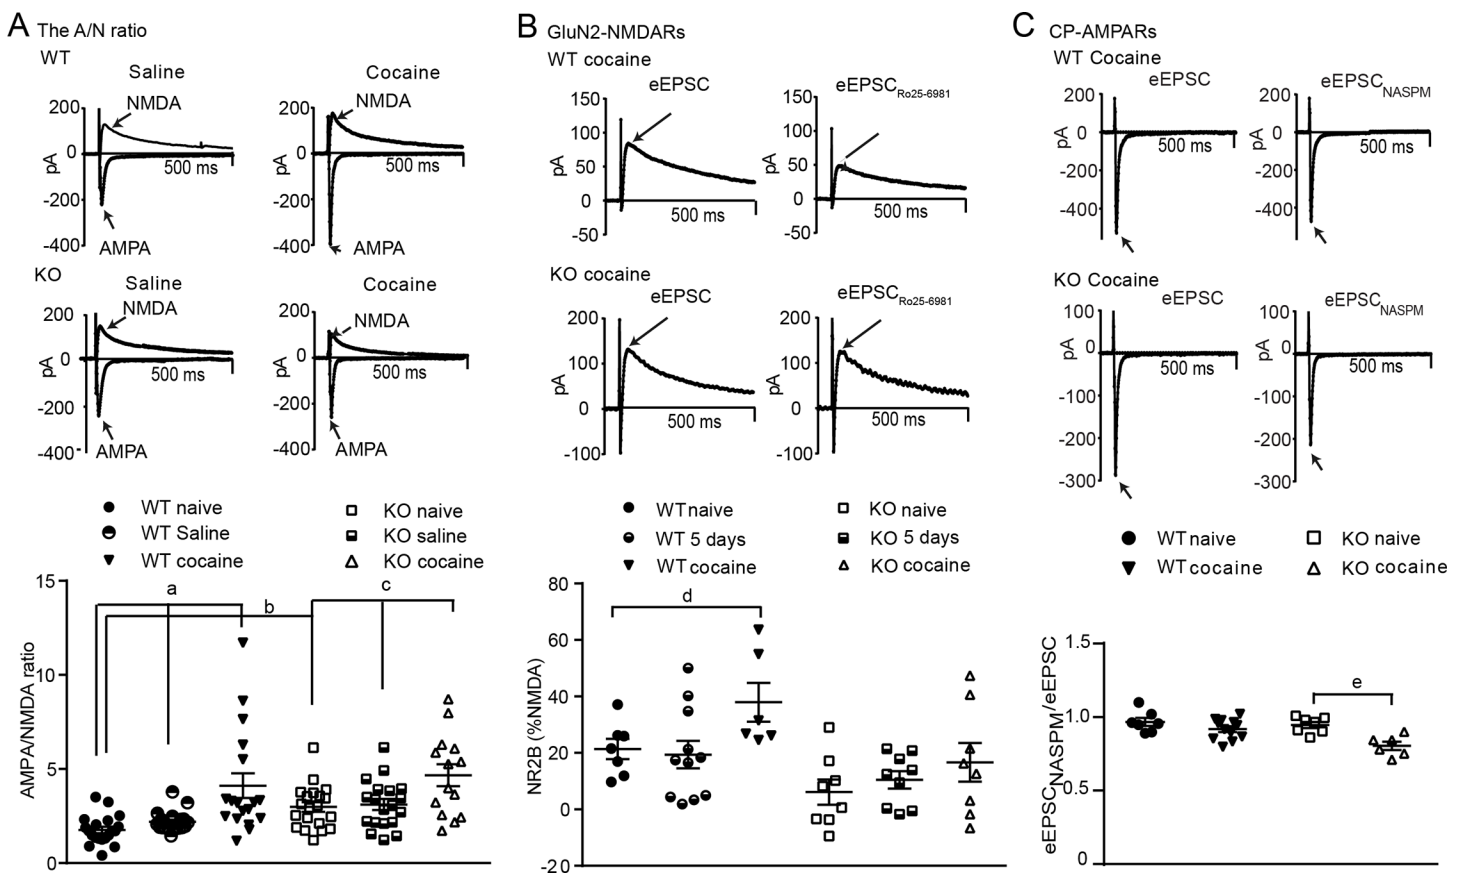 A The A/N ratio
WT
Saline
Cocaine
NMDA
NMDA
200
0
-200
-400
pA
500 ms
AMPA
200
0
-200
-400
pA
500 ms
AMPA
KO
Saline
Cocaine
NMDA
NMDA
200
0
-200
-400
pA
500 ms
AMPA
200
0
-200
-400
pA
500 ms
AMPA
WT naive
WT Saline
WT cocaine
KO naive
KO saline
KO cocaine
15
10
5
0
AMPA/NMDA ratio
a
b
c
B GluN2-NMDARs
WT cocaine
eEPSC
eEPSCRo25-6981
150
100
50
0
-50
pA
500 ms
150
100
50
0
-50
pA
500 ms
KO cocaine
eEPSC
eEPSCRo25-6981
200
100
0
-100
pA
500 ms
200
100
0
-100
pA
500 ms
WT naive
WT 5 days
WT cocaine
KO naive
KO 5 days
KO cocaine
80
60
40
20
0
-20
NR2B (%NMDA)
d
C CP-AMPARs
WT Cocaine
eEPSC
eEPSCNASPM
200
0
-200
-400
pA
500 ms
200
0
-200
-400
pA
500 ms
KO Cocaine
eEPSC
eEPSCNASPM
100
0
-100
-200
-300
pA
500 ms
100
0
-100
-200
-300
pA
500 ms
WT naive
WT cocaine
KO naive
KO cocaine
1.5
1.0
0.5
0
eEPSCNASPM/eEPSC
e